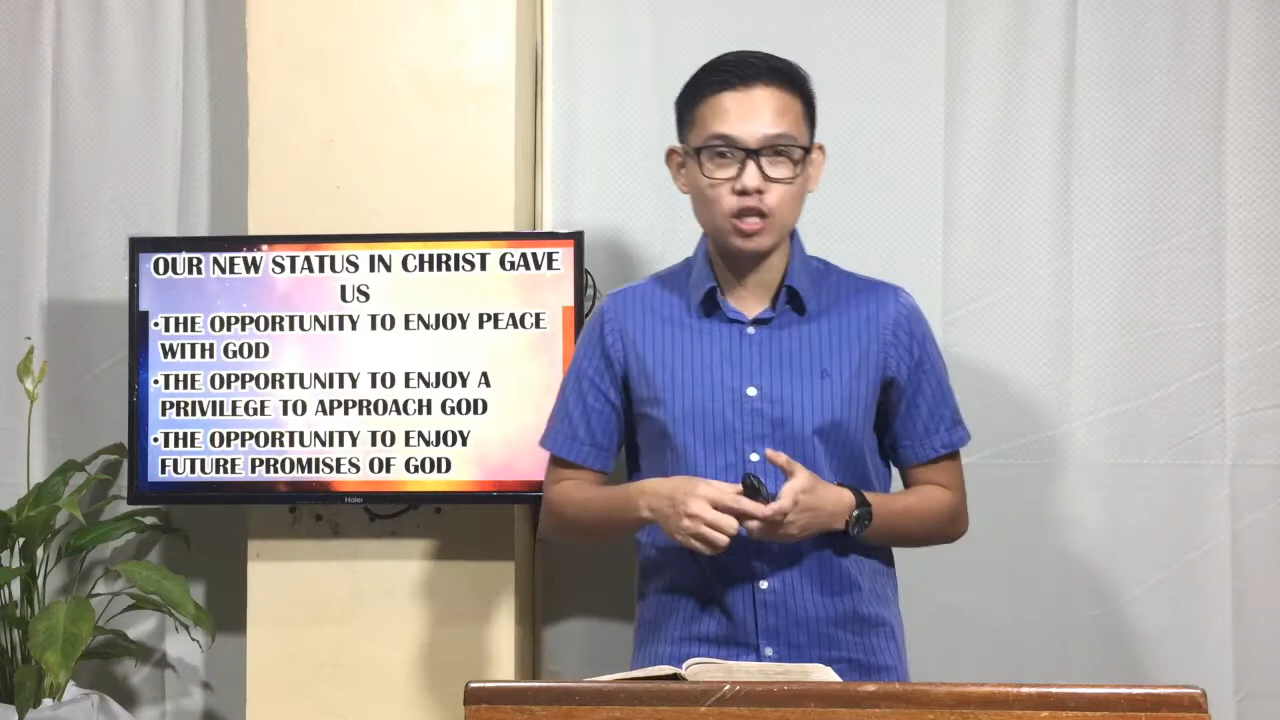 OUR NEW STATUS IN CHRIST GAVE
US
•THE OPPORTUNITY TO ENJOY PEACE
WITH GOD
•THE OPPORTUNITY TO ENJOY A
PRIVILEGE TO APPROACH GOD
•THE OPPORTUNITY TO ENJOY
FUTURE PROMISES OF GOD
Haier